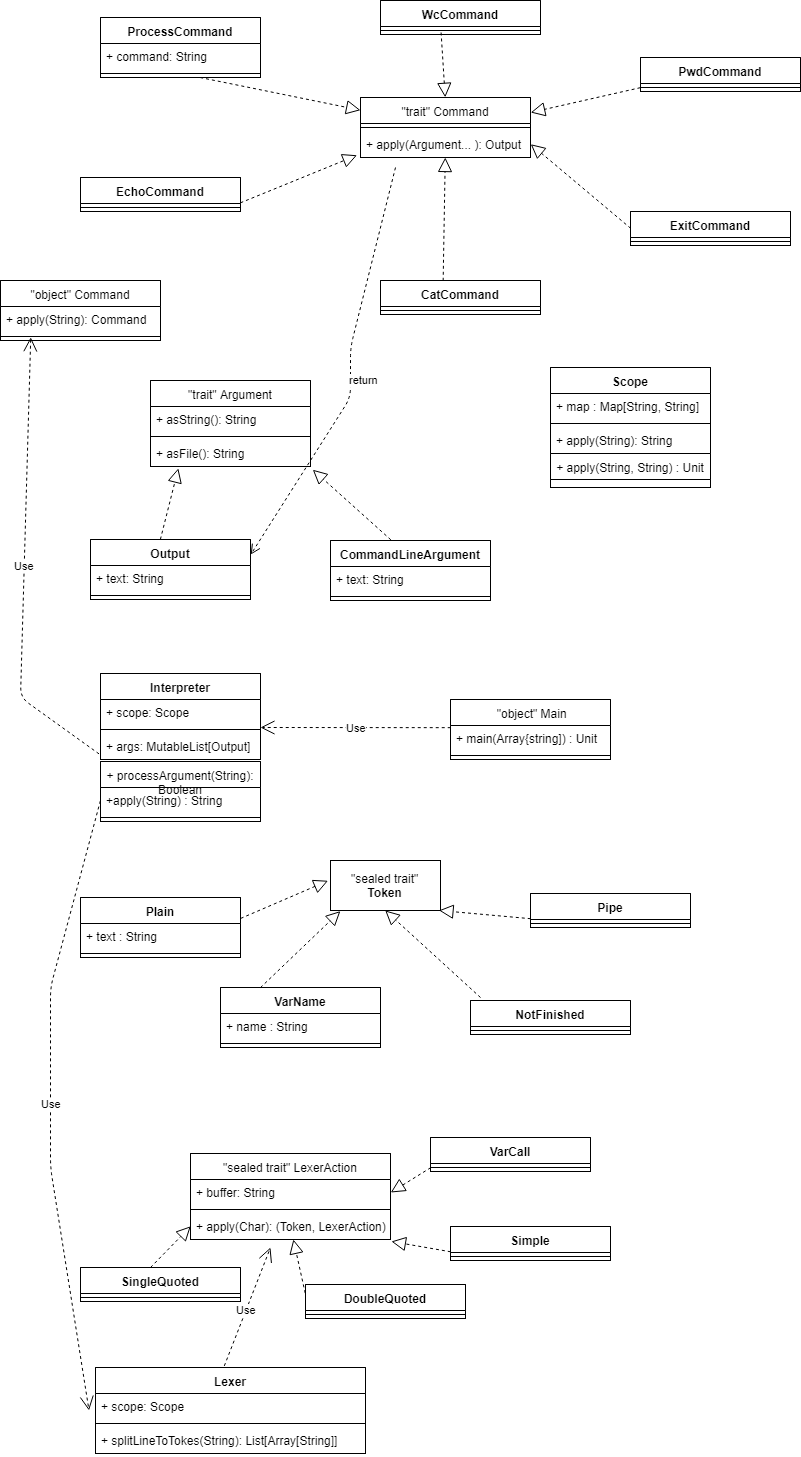 WcCommand
ProcessCommand
+ command: String
PwdCommand
"trait" Command
+ apply(Argument... ): Output
EchoCommand
ExitCommand
"object" Command
+ apply(String): Command
CatCommand
return
"trait" Argument
+ asString(): String
+ asFile(): String
Scope
+ map : Map[String, String]
+ apply(String): String
+ apply(String, String) : Unit
Output
+ text: String
CommandLineArgument
+ text: String
Use
Interpreter
+ scope: Scope
+ args: MutableList[Output]
+ processArgument(String):
Boolean
+apply(String) : String
Use
"object" Main
+ main(Array{string]) : Unit
"sealed trait"
Token
Plain
+ text : String
Pipe
VarName
+ name : String
NotFinished
Use
"sealed trait" LexerAction
+ buffer: String
+ apply(Char): (Token, LexerAction)
VarCall
Simple
SingleQuoted
DoubleQuoted
Use
Lexer
+ scope: Scope
+ splitLineToTokes(String): List[Array[String]]